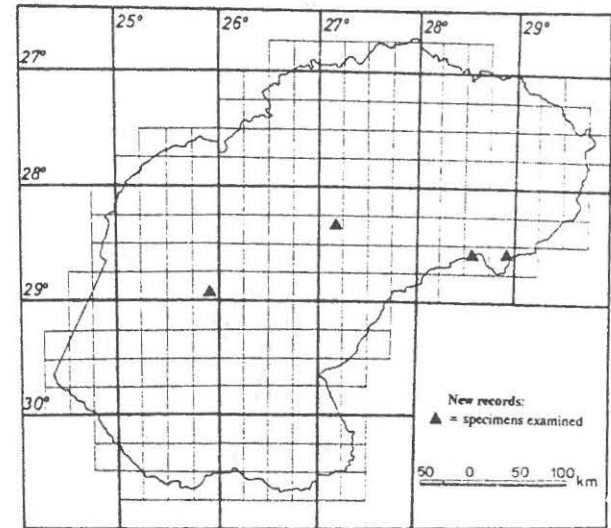 25° 26° 27° 28° 29°
27°
28°
29°
30°
New records:
▲ = specimens examined
50 0 50 100 km